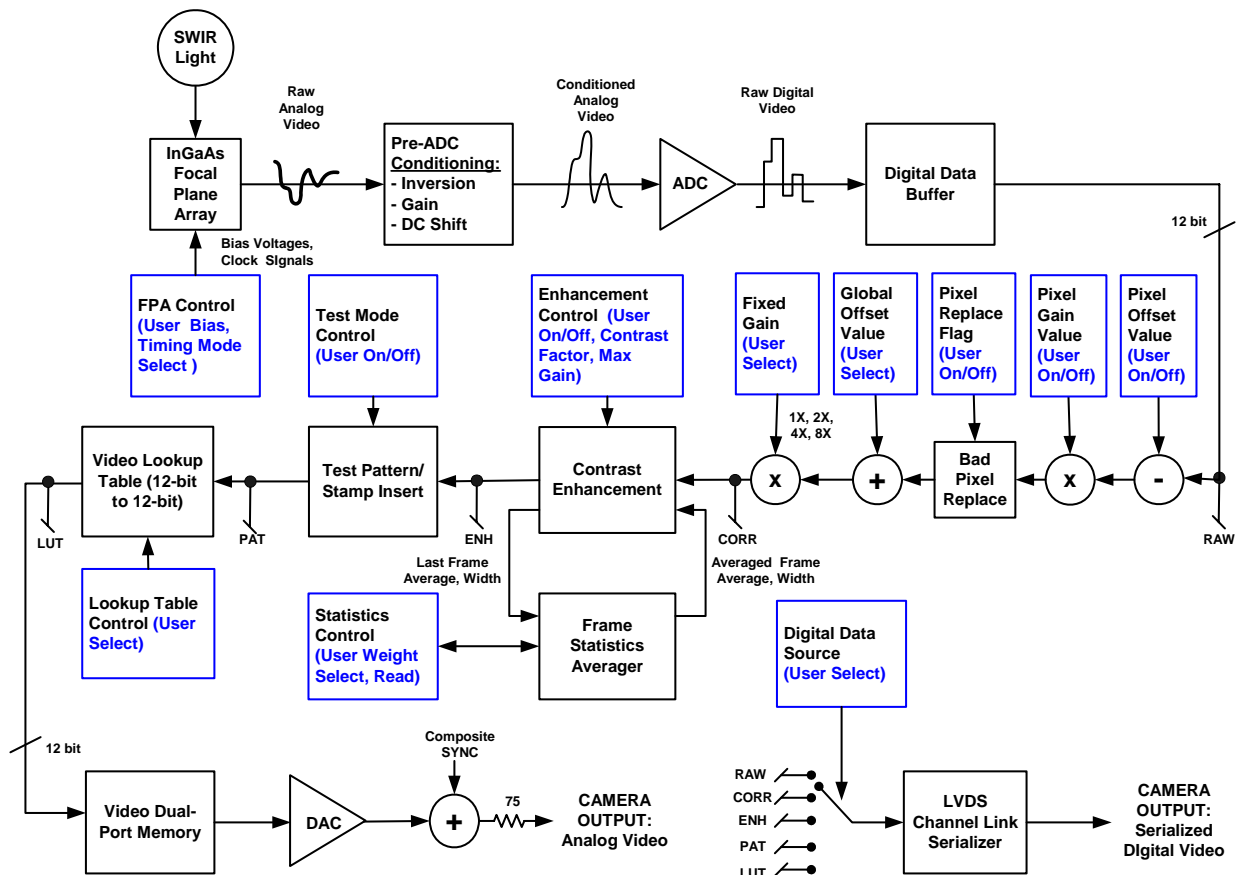 SWIR
Light
Raw
Analog
Video
Conditioned
Analog
Video
Raw Digital
Video
InGaAs
Focal
Plane
Array
Pre-ADC
Conditioning:
- Inversion
- Gain
- DC Shift
ADC
Digital Data
Buffer
12 bit
Bias Voltages,
Clock SIgnals
FPA Control
(User Bias,
Timing Mode
Select )
Test Mode
Control
(User On/Off)
Enhancement
Control (User
On/Off, Contrast
Factor, Max
Gain)
Fixed
Gain
(User
Select)
Global
Offset
Value
(User
Select)
Pixel
Replace
Flag
(User
On/Off)
Pixel
Gain
Value
(User
On/Off)
Pixel
Offset
Value
(User
On/Off)
1X, 2X,
4X, 8X
Video Lookup
Table (12-bit
to 12-bit)
Test Pattern/
Stamp Insert
Contrast
Enhancement
x
+
Bad
Pixel
Replace
x
-
LUT
PAT
ENH
CORR
RAW
Last Frame
Average, Width
Averaged Frame
Average, Width
Lookup Table
Control (User
Select)
Statistics
Control
(User Weight
Select, Read)
Frame
Statistics
Averager
Digital Data
Source
(User Select)
12 bit
Composite
SYNC
Video Dual-
Port Memory
DAC
+
75
CAMERA
OUTPUT:
Analog Video
RAW
CORR
ENH
PAT
LUT
LVDS
Channel Link
Serializer
CAMERA
OUTPUT:
Serialized
DIgital Video